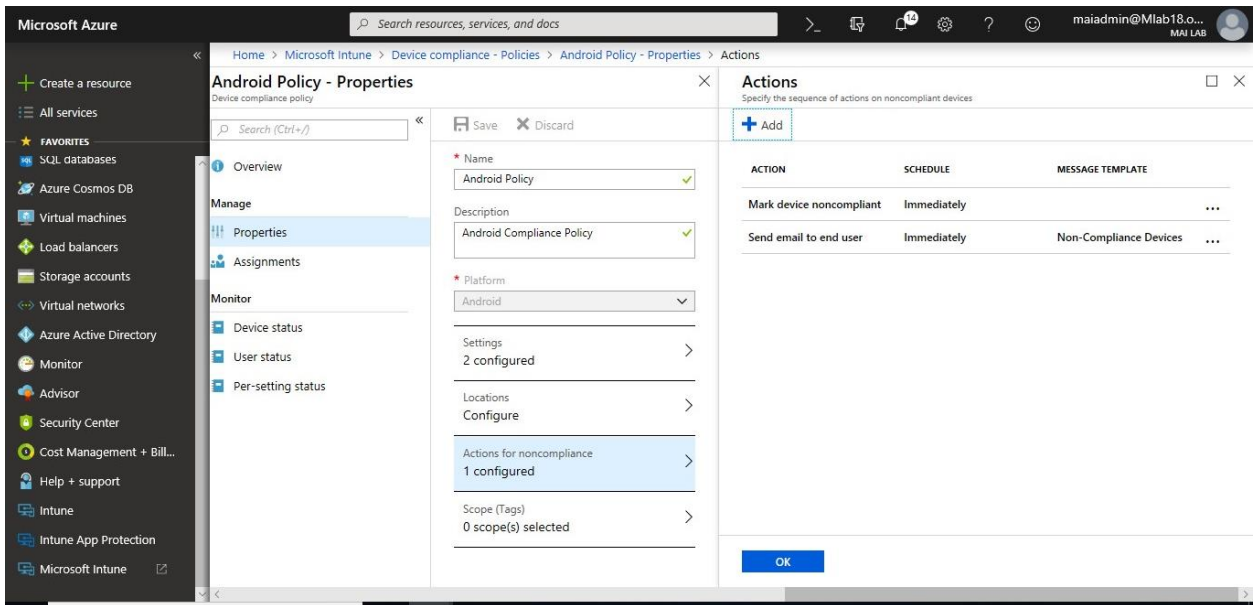 Microsoft Azure
Search resources, services, and docs
14
maiadmin@Mlab18.o...
MAI LAB
Home > Microsoft Intune > Device compliance - Policies > Android Policy - Properties > Actions
Create a resource
All services
FAVORITES
SQL databases
Azure Cosmos DB
Virtual machines
Load balancers
Storage accounts
Virtual networks
Azure Active Directory
Monitor
Advisor
Security Center
Cost Management + Bill...
Help + support
Intune
Intune App Protection
Microsoft Intune
Android Policy - Properties
Device compliance policy
Search (Ctrl+/)
Overview
Manage
Properties
Assignments
Monitor
Device status
User status
Per-setting status
Save Discard
* Name
Android Policy
Description
Android Compliance Policy
* Platform
Android
Settings
2 configured
Locations
Configure
Actions for noncompliance
1 configured
Scope (Tags)
0 scope(s) selected
Actions
Specify the sequence of actions on noncompliant devices
Add
ACTION SCHEDULE MESSAGE TEMPLATE
Mark device noncompliant Immediately ...
Send email to end user Immediately Non-Compliance Devices ...
OK